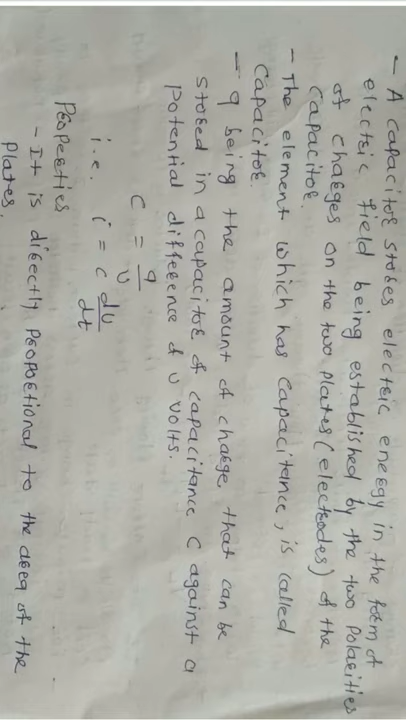 - A capacitor stores electric energy in the form of
electric field being established by the two polarities
of charges on the two plates (electrodes) of the
capacitor.
- The element which has capacitance, is called
capacitor.
- q being the amount of charge that can be
stored in a capacitor of capacitance C against a
potential difference of v volts.
C = q/v
i.e. i = c dv/dt
Properties
- It is directly proportional to the area of the
plates.